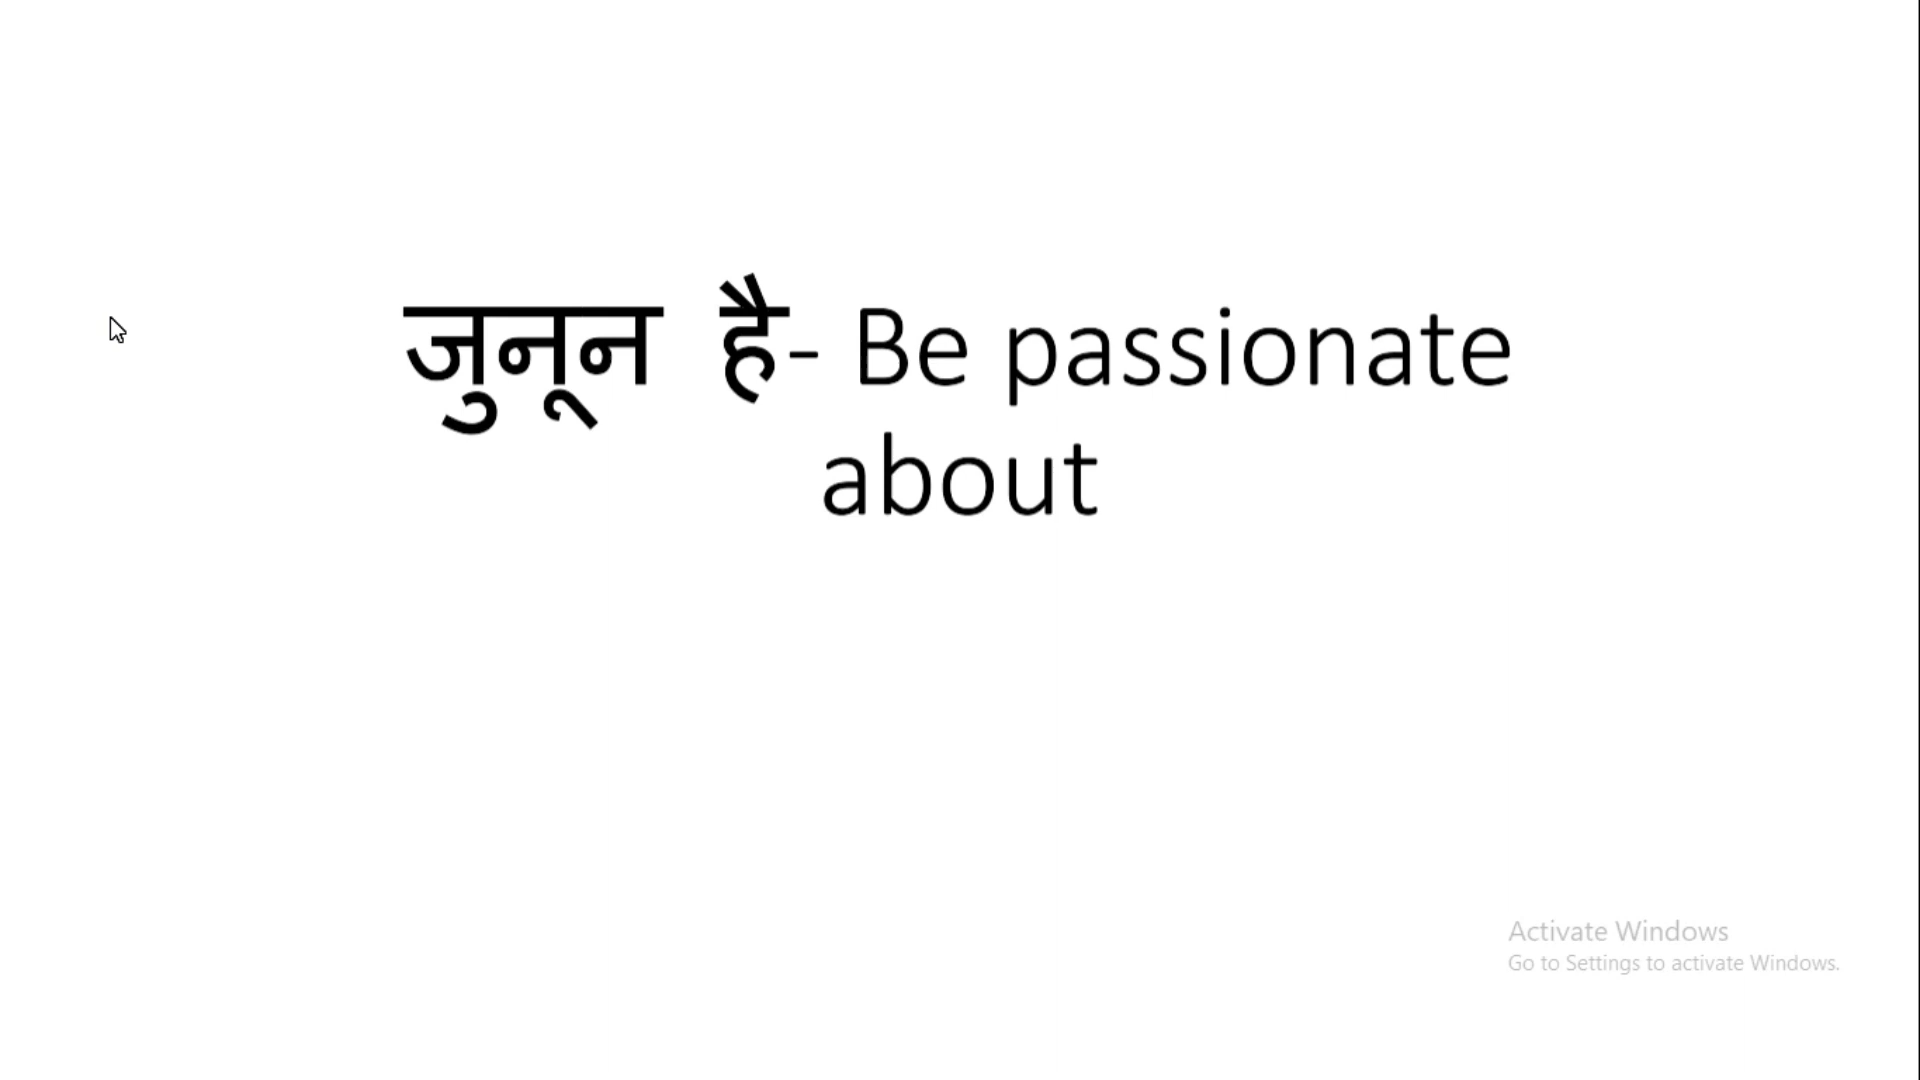 जुनून  है- Be passionate
about
Activate Windows
Go to Settings to activate Windows.